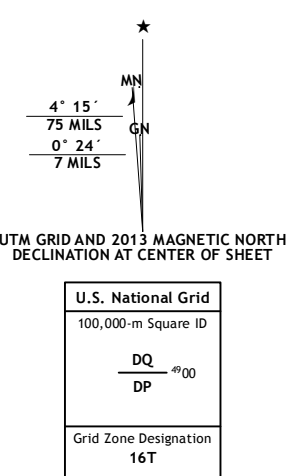 ★
MN
4° 15´
75 MILS
GN
0° 24´
7 MILS
UTM GRID AND 2013 MAGNETIC NORTH
DECLINATION AT CENTER OF SHEET
U.S. National Grid
100,000-m Square ID
DQ
4900
DP
Grid Zone Designation
16T